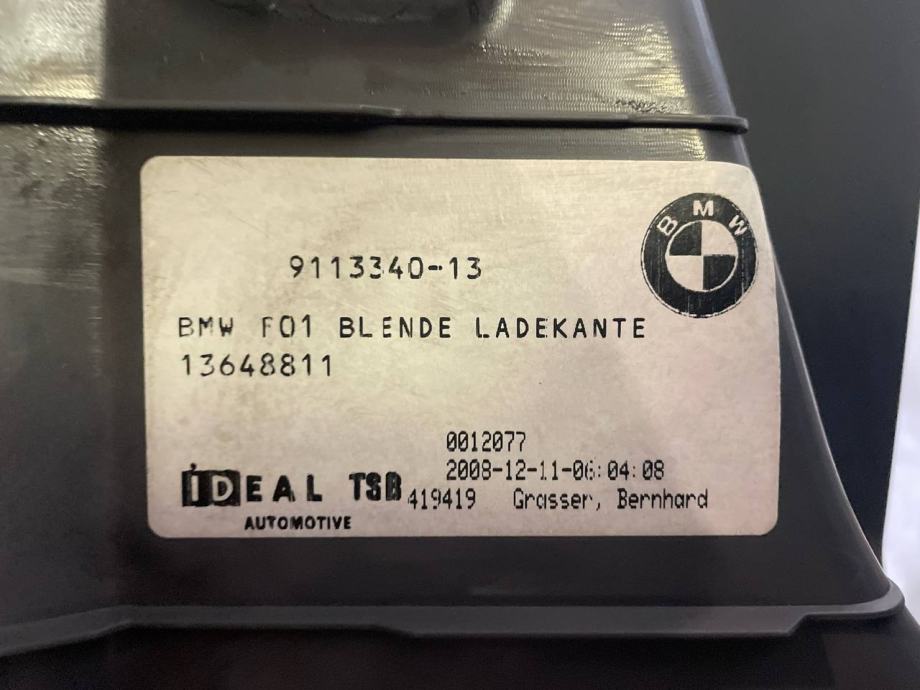 BMW
9113340-13
BMW F01 BLENDE LADEKANTE
13648811
0012077
2008-12-11-06:04:08
IDEAL TSB 419419 Grasser, Bernhard
AUTOMOTIVE